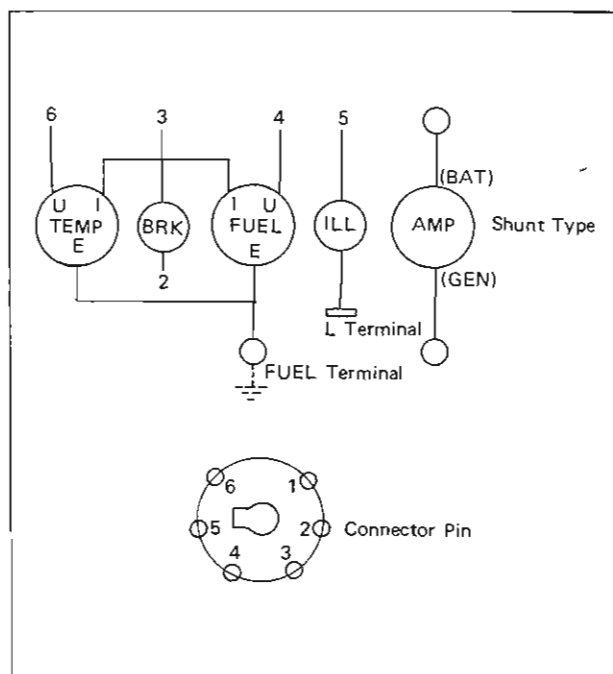 6 3 4 5
(BAT)
U I I U
TEMP BRK FUEL ILL AMP Shunt Type
E E
2 (GEN)
L Terminal
FUEL Terminal
6 1
5 2 Connector Pin
4 3